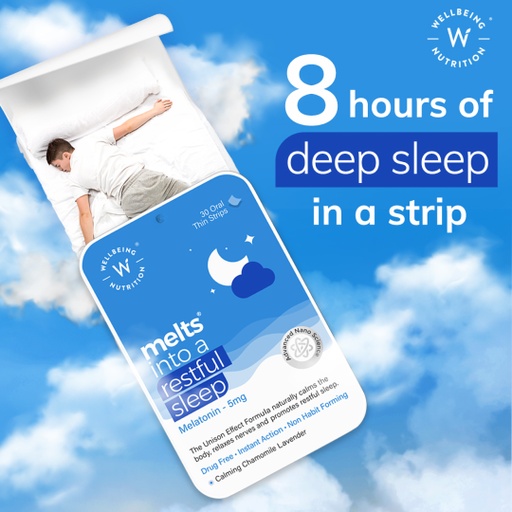 WELLBEING
W
NUTRITION
8 hours of
deep sleep
in a strip
30 Oral
Thin Strips
WELLBEING
W
NUTRITION
melts
into a
restful
sleep
Advanced Nano Science
Melatonin - 5mg
The Unison Effect Formula naturally calms the
body, relaxes nerves and promotes restful sleep.
Drug Free • Instant Action • Non Habit Forming
Calming Chamomile Lavender